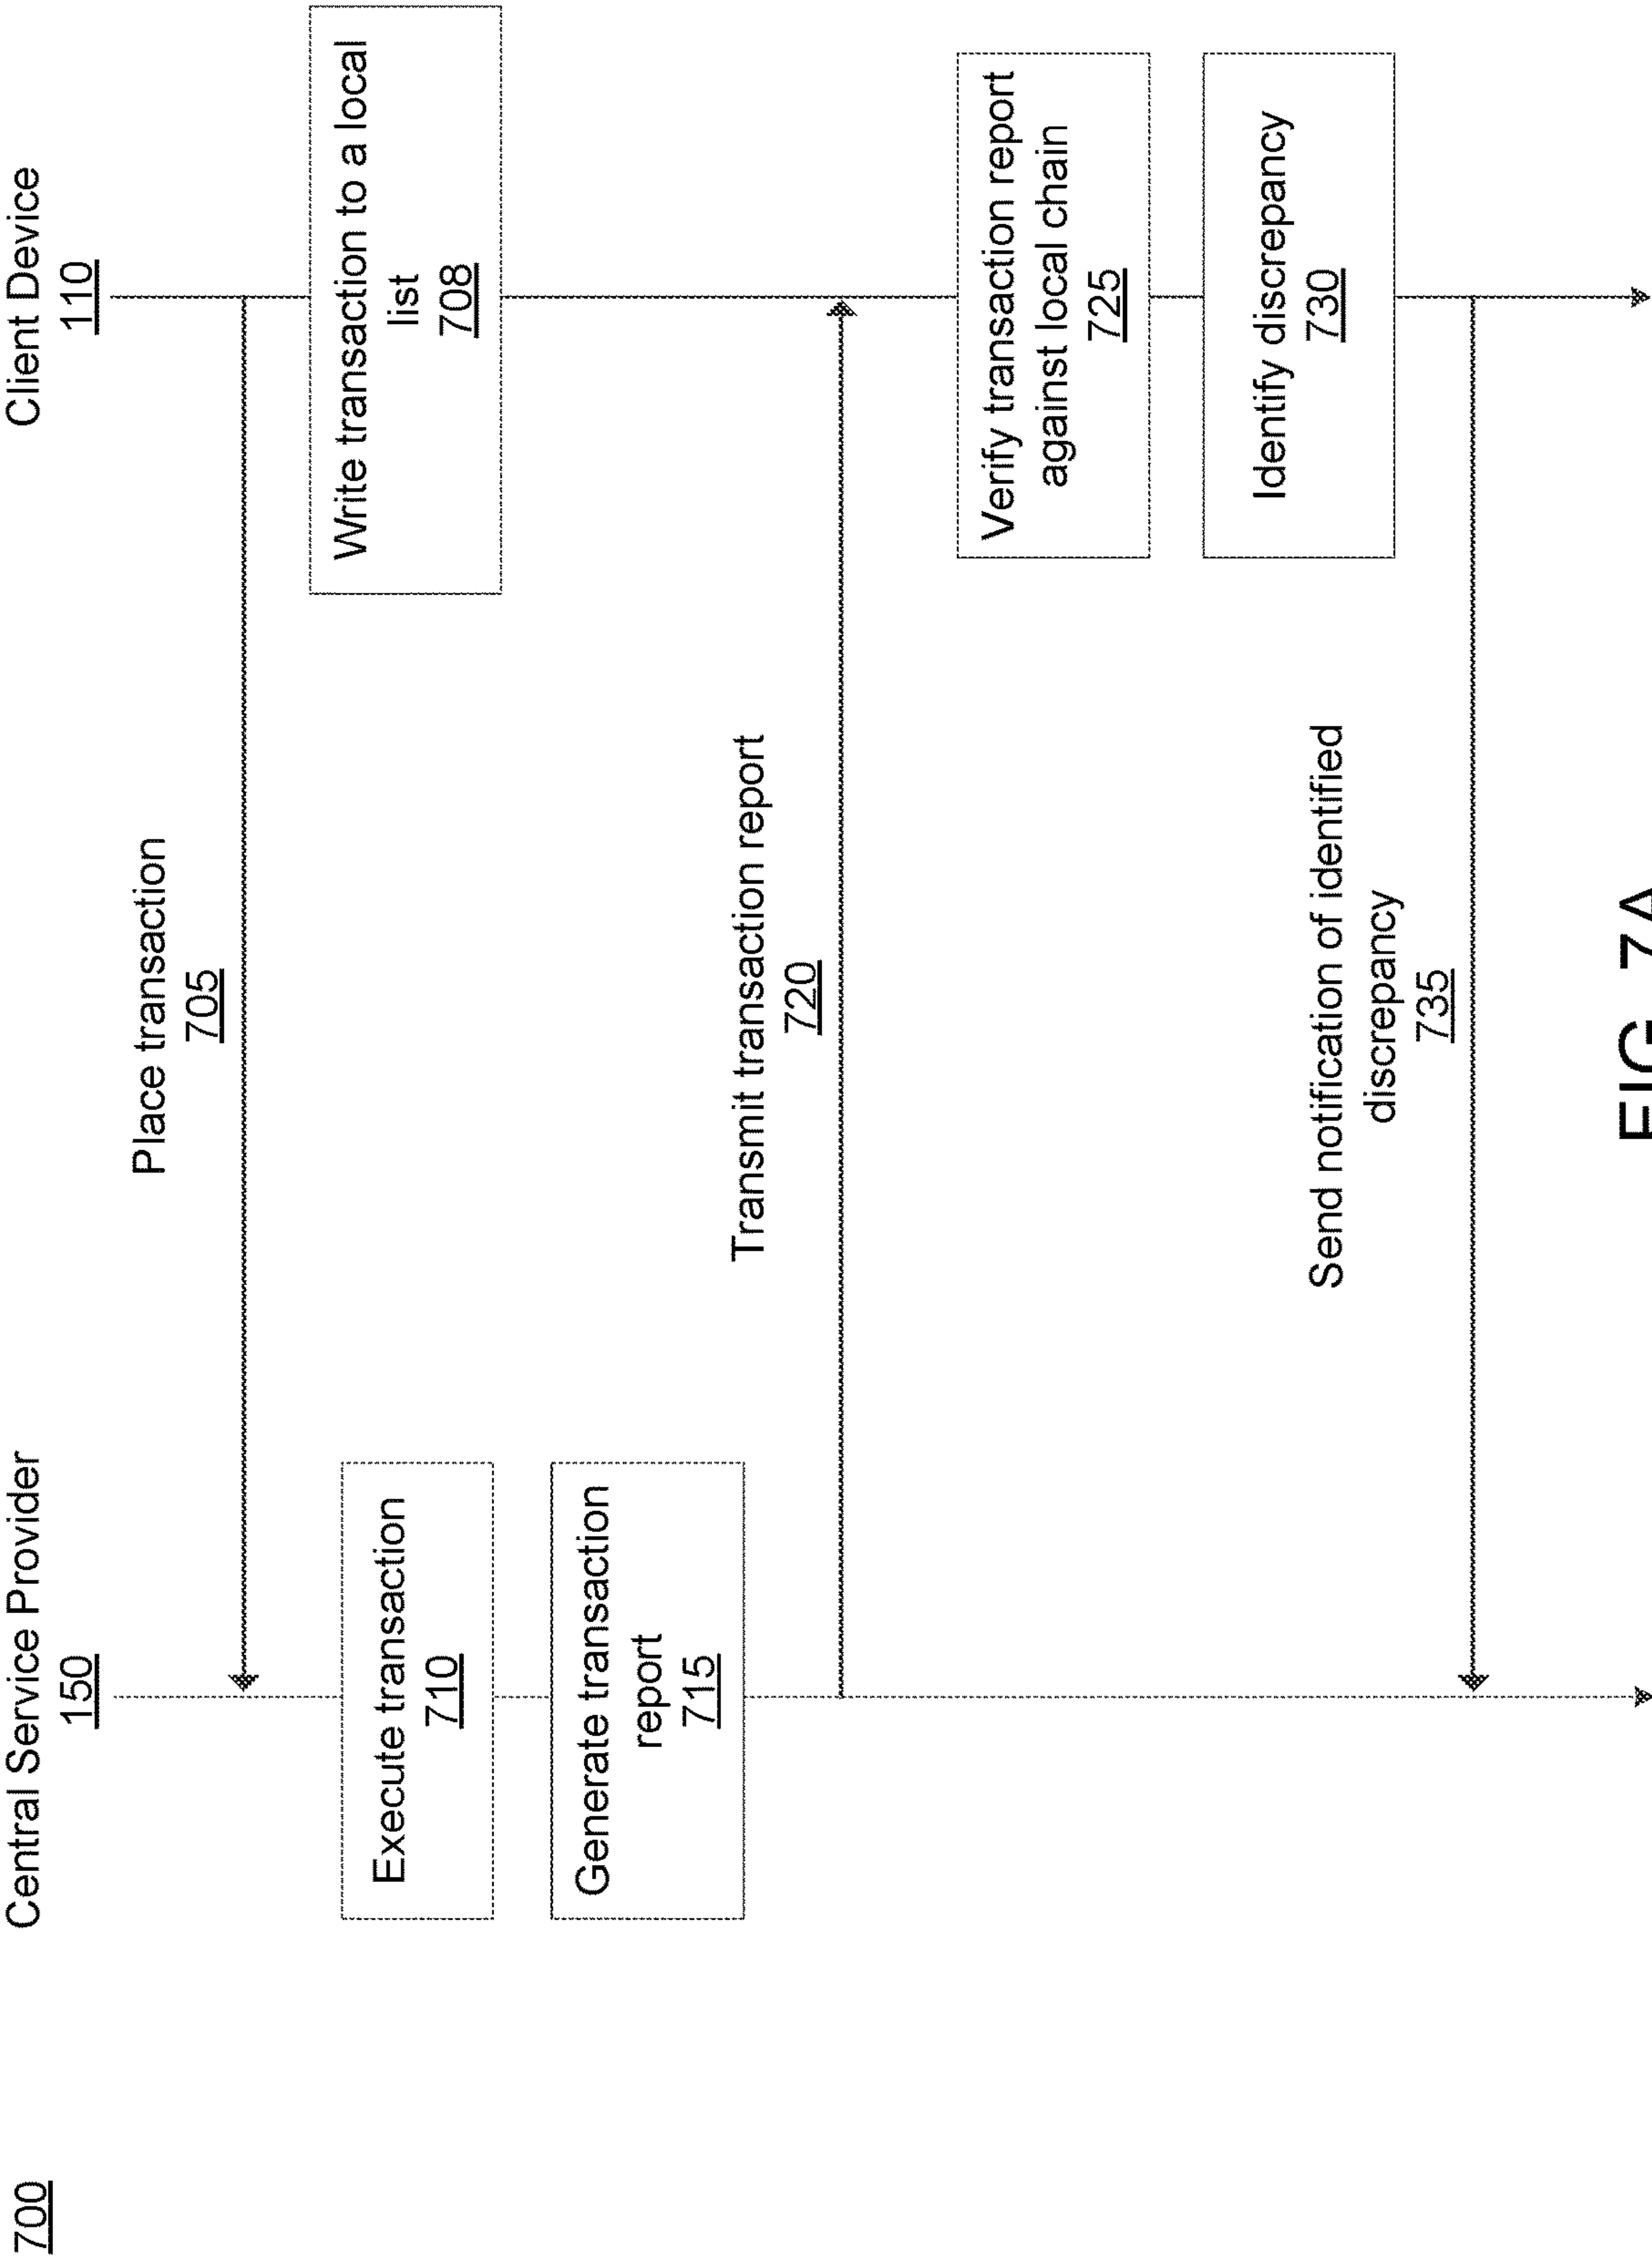 700
Central Service Provider
150
Client Device
110
Place transaction
705
Write transaction to a local
list
708
Execute transaction
710
Generate transaction
report
715
Transmit transaction report
720
Verify transaction report
against local chain
725
Identify discrepancy
730
Send notification of identified
discrepancy
735
FIG. 7A